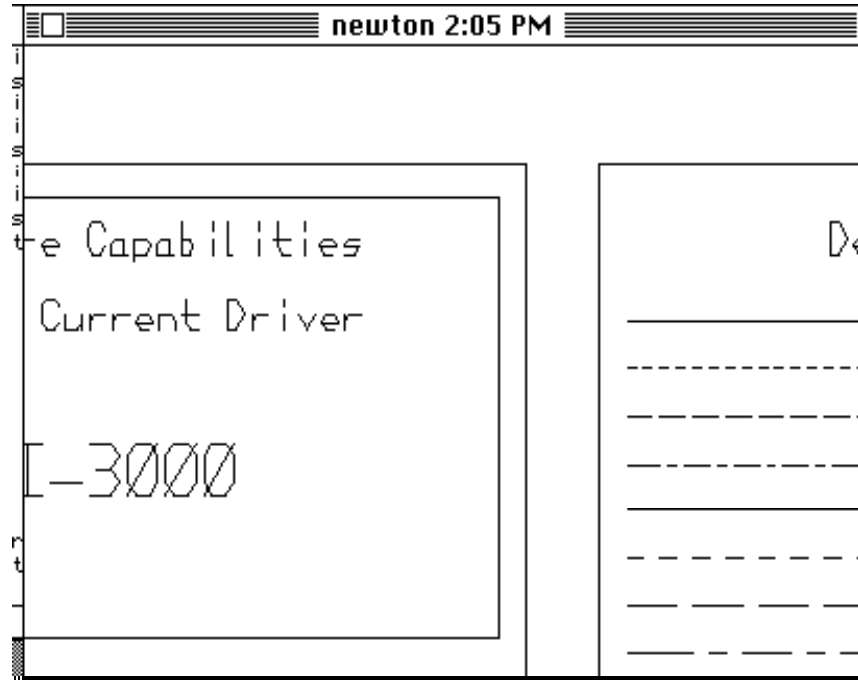 newton 2:05 PM
te Capabilities
Current Driver
I-3000
De